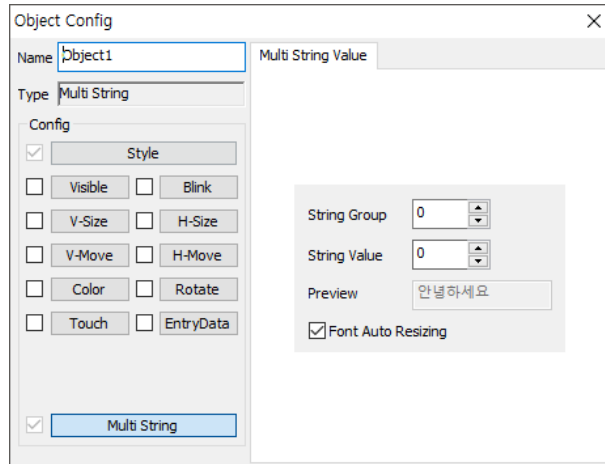 Object Config
Name Object1
Type Multi String
Config
Style
Visible Blink
V-Size H-Size
V-Move H-Move
Color Rotate
Touch EntryData
Multi String
Multi String Value
String Group 0
String Value 0
Preview 안녕하세요
Font Auto Resizing